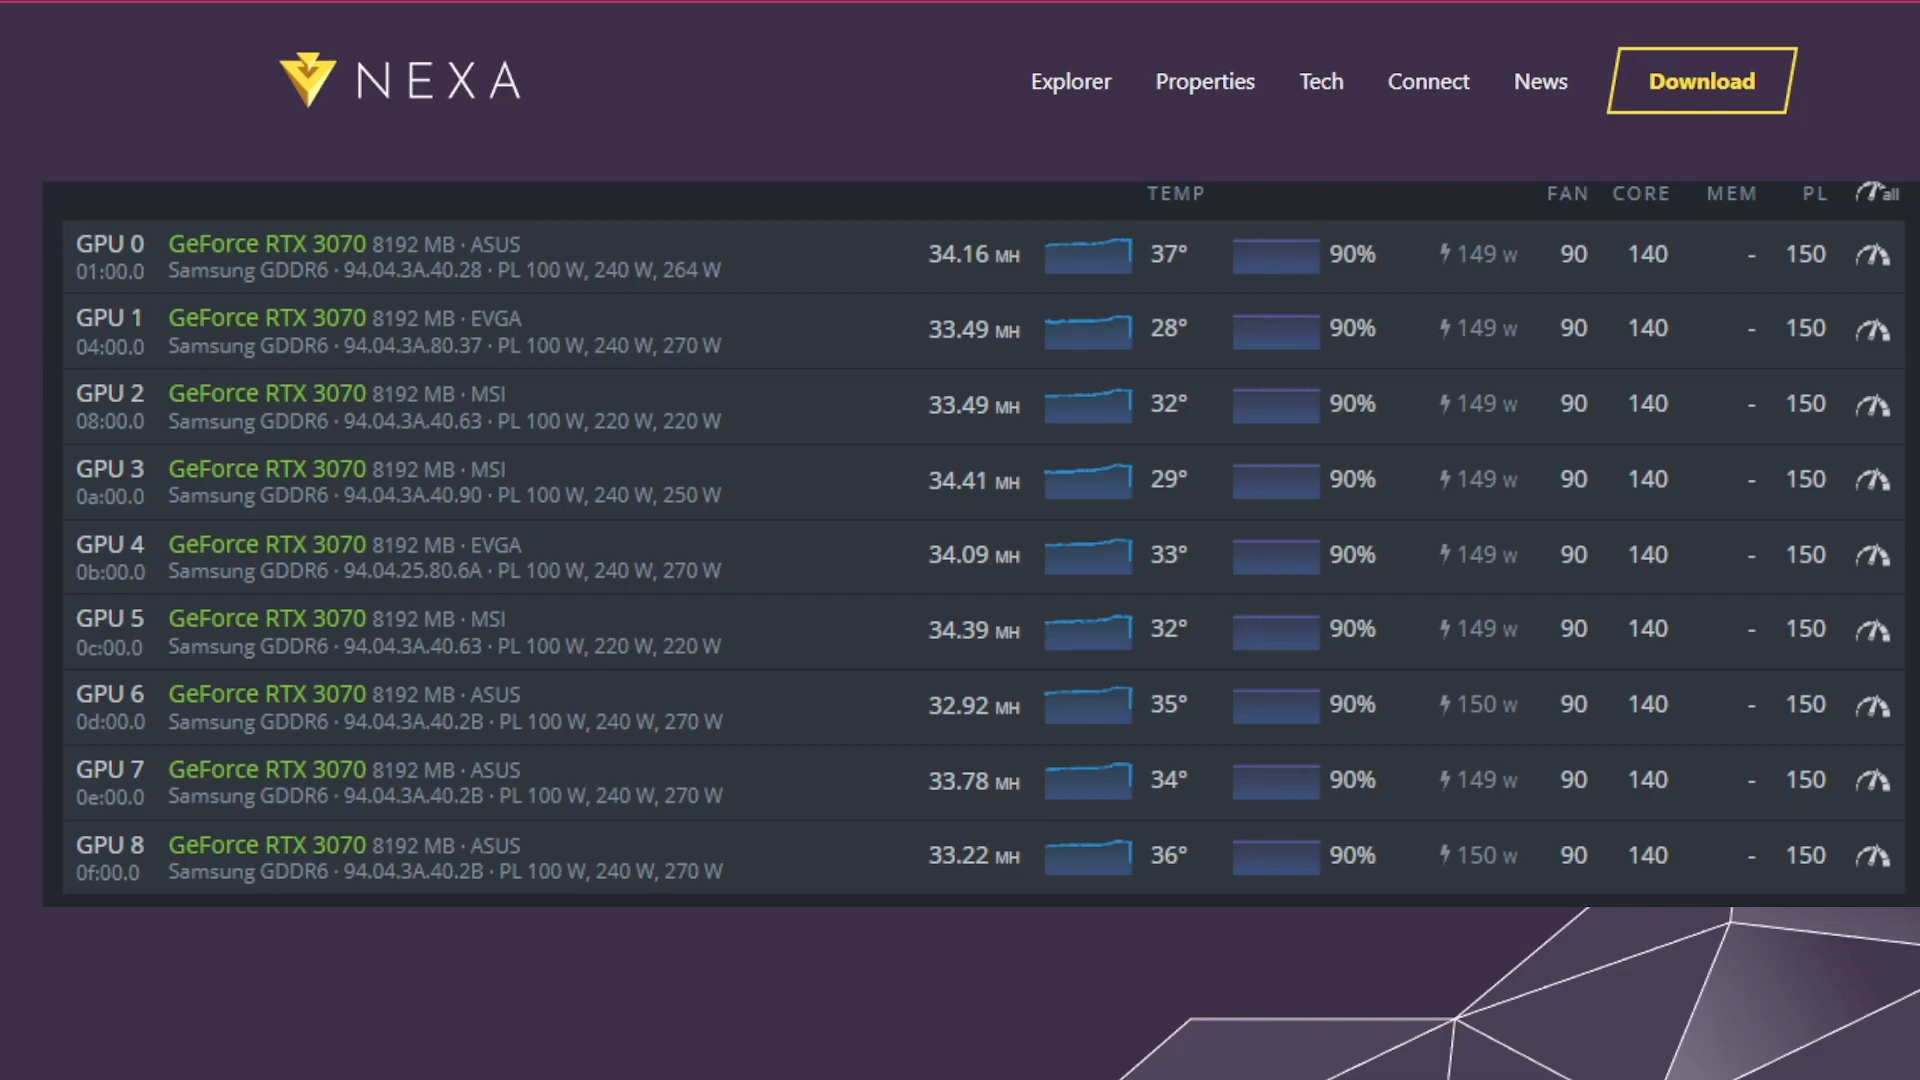 NEXA
Explorer Properties Tech Connect News Download
TEMP FAN CORE MEM PL all
GPU 0 GeForce RTX 3070 8192 MB · ASUS
01:00.0 Samsung GDDR6 · 94.04.3A.40.28 · PL 100 W, 240 W, 264 W
34.16 MH 37° 90% 149 w 90 140 - 150
GPU 1 GeForce RTX 3070 8192 MB · EVGA
04:00.0 Samsung GDDR6 · 94.04.3A.80.37 · PL 100 W, 240 W, 270 W
33.49 MH 28° 90% 149 w 90 140 - 150
GPU 2 GeForce RTX 3070 8192 MB · MSI
08:00.0 Samsung GDDR6 · 94.04.3A.40.63 · PL 100 W, 220 W, 220 W
33.49 MH 32° 90% 149 w 90 140 - 150
GPU 3 GeForce RTX 3070 8192 MB · MSI
0a:00.0 Samsung GDDR6 · 94.04.3A.40.90 · PL 100 W, 240 W, 250 W
34.41 MH 29° 90% 149 w 90 140 - 150
GPU 4 GeForce RTX 3070 8192 MB · EVGA
0b:00.0 Samsung GDDR6 · 94.04.25.80.6A · PL 100 W, 240 W, 270 W
34.09 MH 33° 90% 149 w 90 140 - 150
GPU 5 GeForce RTX 3070 8192 MB · MSI
0c:00.0 Samsung GDDR6 · 94.04.3A.40.63 · PL 100 W, 220 W, 220 W
34.39 MH 32° 90% 149 w 90 140 - 150
GPU 6 GeForce RTX 3070 8192 MB · ASUS
0d:00.0 Samsung GDDR6 · 94.04.3A.40.2B · PL 100 W, 240 W, 270 W
32.92 MH 35° 90% 150 w 90 140 - 150
GPU 7 GeForce RTX 3070 8192 MB · ASUS
0e:00.0 Samsung GDDR6 · 94.04.3A.40.2B · PL 100 W, 240 W, 270 W
33.78 MH 34° 90% 149 w 90 140 - 150
GPU 8 GeForce RTX 3070 8192 MB · ASUS
0f:00.0 Samsung GDDR6 · 94.04.3A.40.2B · PL 100 W, 240 W, 270 W
33.22 MH 36° 90% 150 w 90 140 - 150